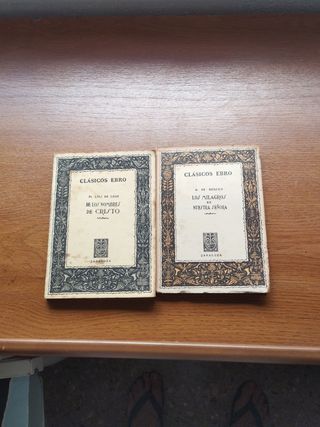 CLÁSICOS EBRO
FR. LUIS DE LEON
DE LOS NOMBRES
DE CRISTO
ZARAGOZA
CLÁSICOS EBRO
G. DE BERCEO
LOS MILAGROS
DE
NUESTRA SEÑORA
ZARAGOZA